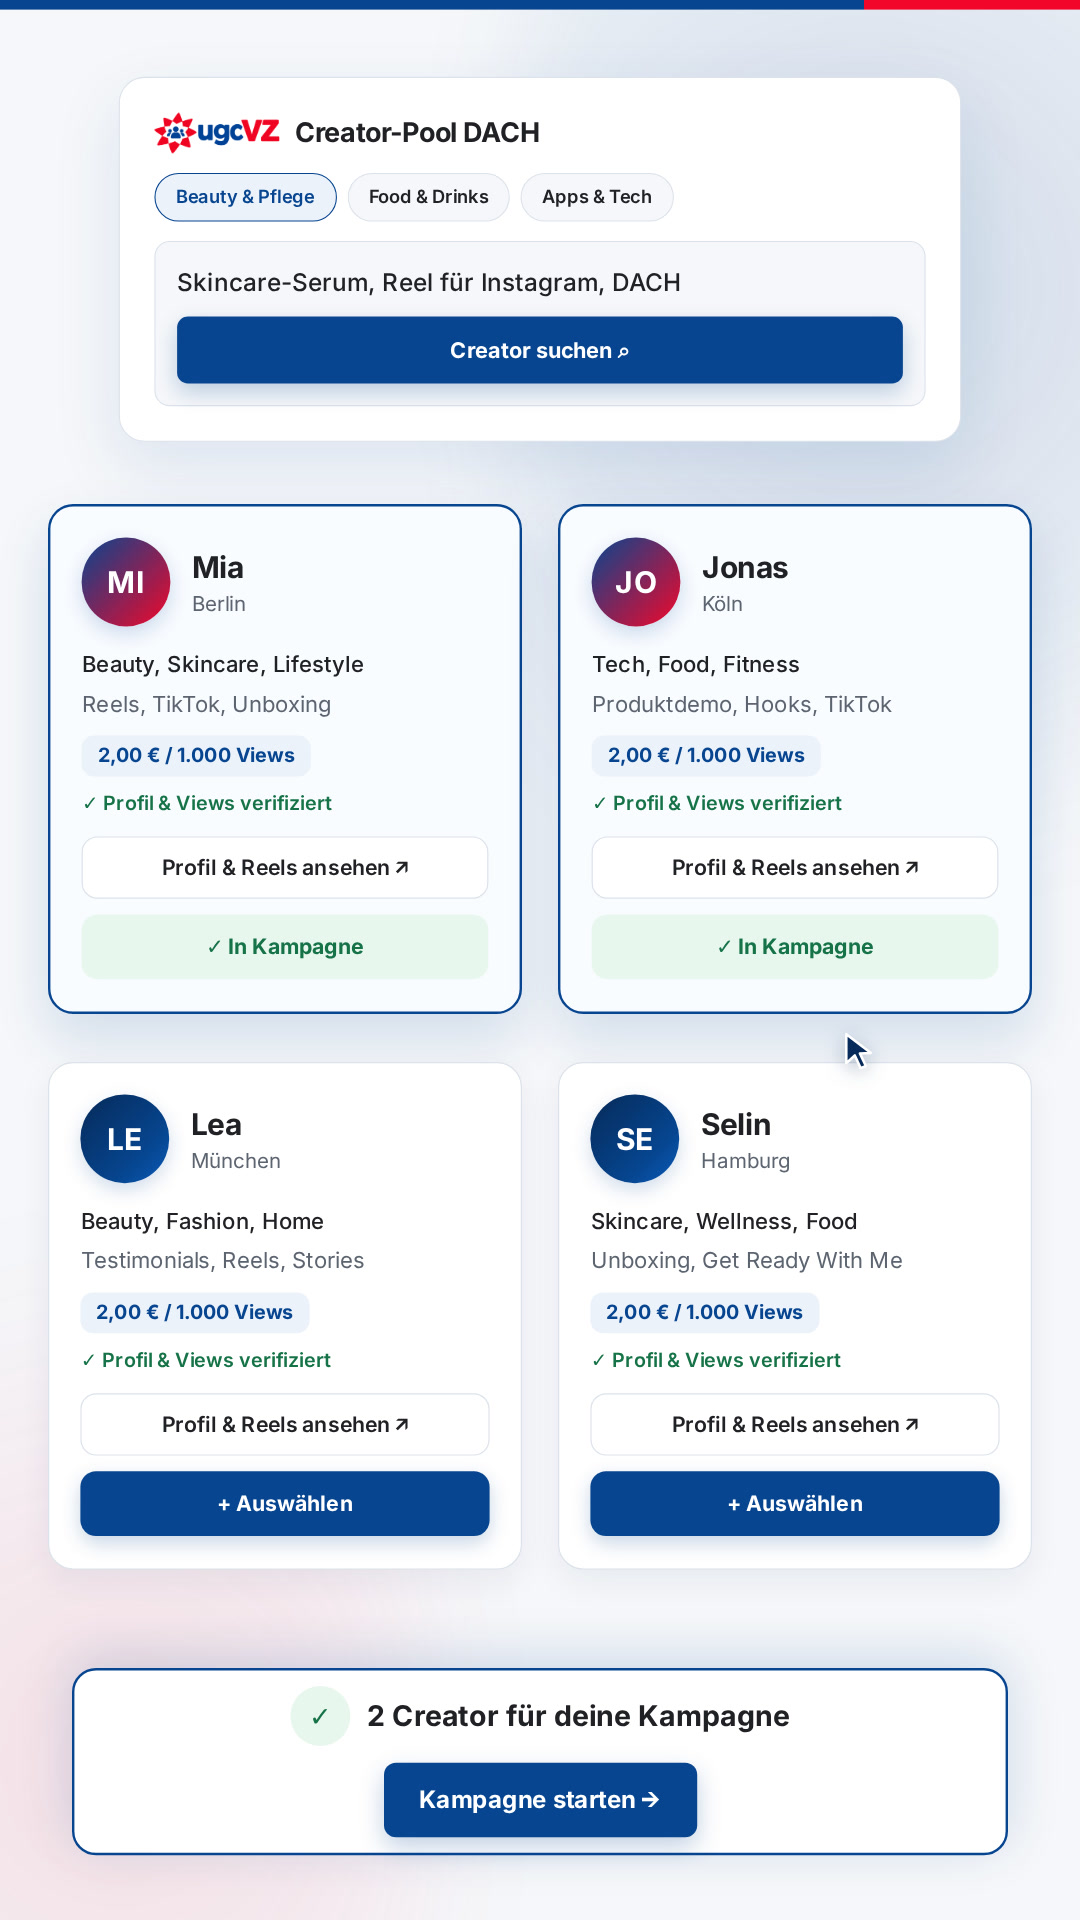 ugcVZ Creator-Pool DACH
Beauty & Pflege
Food & Drinks
Apps & Tech
Skincare-Serum, Reel für Instagram, DACH
Creator suchen ⌕
MI
Mia
Berlin
Beauty, Skincare, Lifestyle
Reels, TikTok, Unboxing
2,00 € / 1.000 Views
✓ Profil & Views verifiziert
Profil & Reels ansehen ↗
✓ In Kampagne
JO
Jonas
Köln
Tech, Food, Fitness
Produktdemo, Hooks, TikTok
2,00 € / 1.000 Views
✓ Profil & Views verifiziert
Profil & Reels ansehen ↗
✓ In Kampagne
LE
Lea
München
Beauty, Fashion, Home
Testimonials, Reels, Stories
2,00 € / 1.000 Views
✓ Profil & Views verifiziert
Profil & Reels ansehen ↗
+ Auswählen
SE
Selin
Hamburg
Skincare, Wellness, Food
Unboxing, Get Ready With Me
2,00 € / 1.000 Views
✓ Profil & Views verifiziert
Profil & Reels ansehen ↗
+ Auswählen
✓ 2 Creator für deine Kampagne
Kampagne starten →